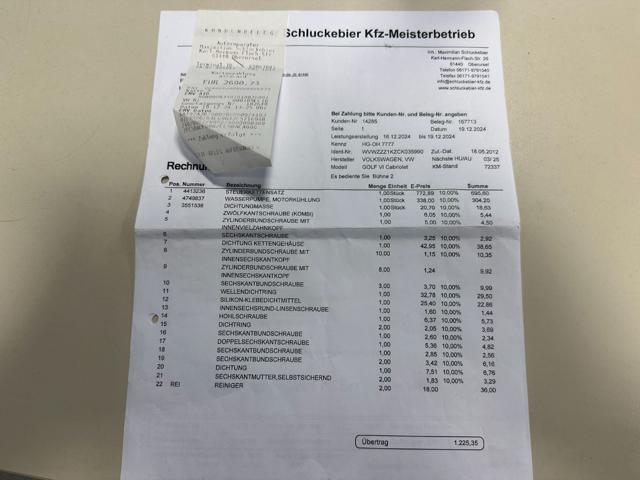 KUNDENBELEG
Autoreparatur
Maximilian Schluckebier
Karl-Hermann-Flach-Str.
61440 Oberursel
Kartenzahlung
EUR 2600,73
Schluckebier Kfz-Meisterbetrieb
Inh.: Maximilian Schluckebier
Karl-Hermann-Flach-Str. 26
61440 Oberursel
Telefon 06171-9791540
Telefax 06171-9791541
info@schluckebier-kfz.de
www.schluckebier-kfz.de
Bei Zahlung bitte Kunden-Nr. und Beleg-Nr. angeben
Kunden-Nr 14285 Beleg-Nr. 167713
Seite 1 Datum 19.12.2024
Leistungserstellung 16.12.2024 bis 19.12.2024
Kennz HG-OH 7777
Ident-Nr. WVWZZZ1KZCK035990 Zul.-Dat. 18.05.2012
Hersteller VOLKSWAGEN, VW Nächste HU/AU 03/ 25
Modell GOLF VI Cabriolet KM-Stand 72337
Es bediente Sie Bühne 2
Rechnu
Pos. Nummer Bezeichnung Menge Einheit E-Preis Summe
1 4413236 STEUERKETTENSATZ 1,00 Stück 772,89 10,00% 695,60
2 4749837 WASSERPUMPE, MOTORKÜHLUNG 1,00 Stück 338,00 10,00% 304,20
3 3551538 DICHTUNGMASSE 1,00 Stück 20,70 10,00% 18,63
4 ZWÖLFKANTSCHRAUBE (KOMBI) 1,00 6,05 10,00% 5,44
5 ZYLINDERBUNDSCHRAUBE MIT 1,00 5,00 10,00% 4,50
INNENVIELZAHNKOPF
6 SECHSKANTSCHRAUBE 1,00 3,25 10,00% 2,92
7 DICHTUNG KETTENGEHÄUSE 1,00 42,95 10,00% 38,65
8 ZYLINDERBUNDSCHRAUBE MIT 10,00 1,15 10,00% 10,35
INNENSECHSKANTKOPF
9 ZYLINDERBUNDSCHRAUBE MIT 8,00 1,24 9,92
INNENSECHSKANTKOPF
10 SECHSKANTBUNDSCHRAUBE 3,00 3,70 10,00% 9,99
11 WELLENDICHTRING 1,00 32,78 10,00% 29,50
12 SILIKON-KLEBEDICHTMITTEL 1,00 25,40 10,00% 22,86
13 INNENSECHSRUND-LINSENSCHRAUBE 1,00 1,60 10,00% 1,44
14 HOHLSCHRAUBE 1,00 6,37 10,00% 5,73
15 DICHTRING 2,00 2,05 10,00% 3,69
16 SECHSKANTBUNDSCHRAUBE 1,00 2,60 10,00% 2,34
17 DOPPELSECHSKANTSCHRAUBE 1,00 5,36 10,00% 4,82
18 SECHSKANTBUNDSCHRAUBE 1,00 2,85 10,00% 2,56
19 SECHSKANTBUNDSCHRAUBE 2,00 3,42 10,00% 6,16
20 DICHTUNG 1,00 7,51 10,00% 6,76
21 SECHSKANTMUTTER,SELBSTSICHERND 2,00 1,83 10,00% 3,29
22 REI REINIGER 2,00 18,00 36,00
Übertrag 1.225,35